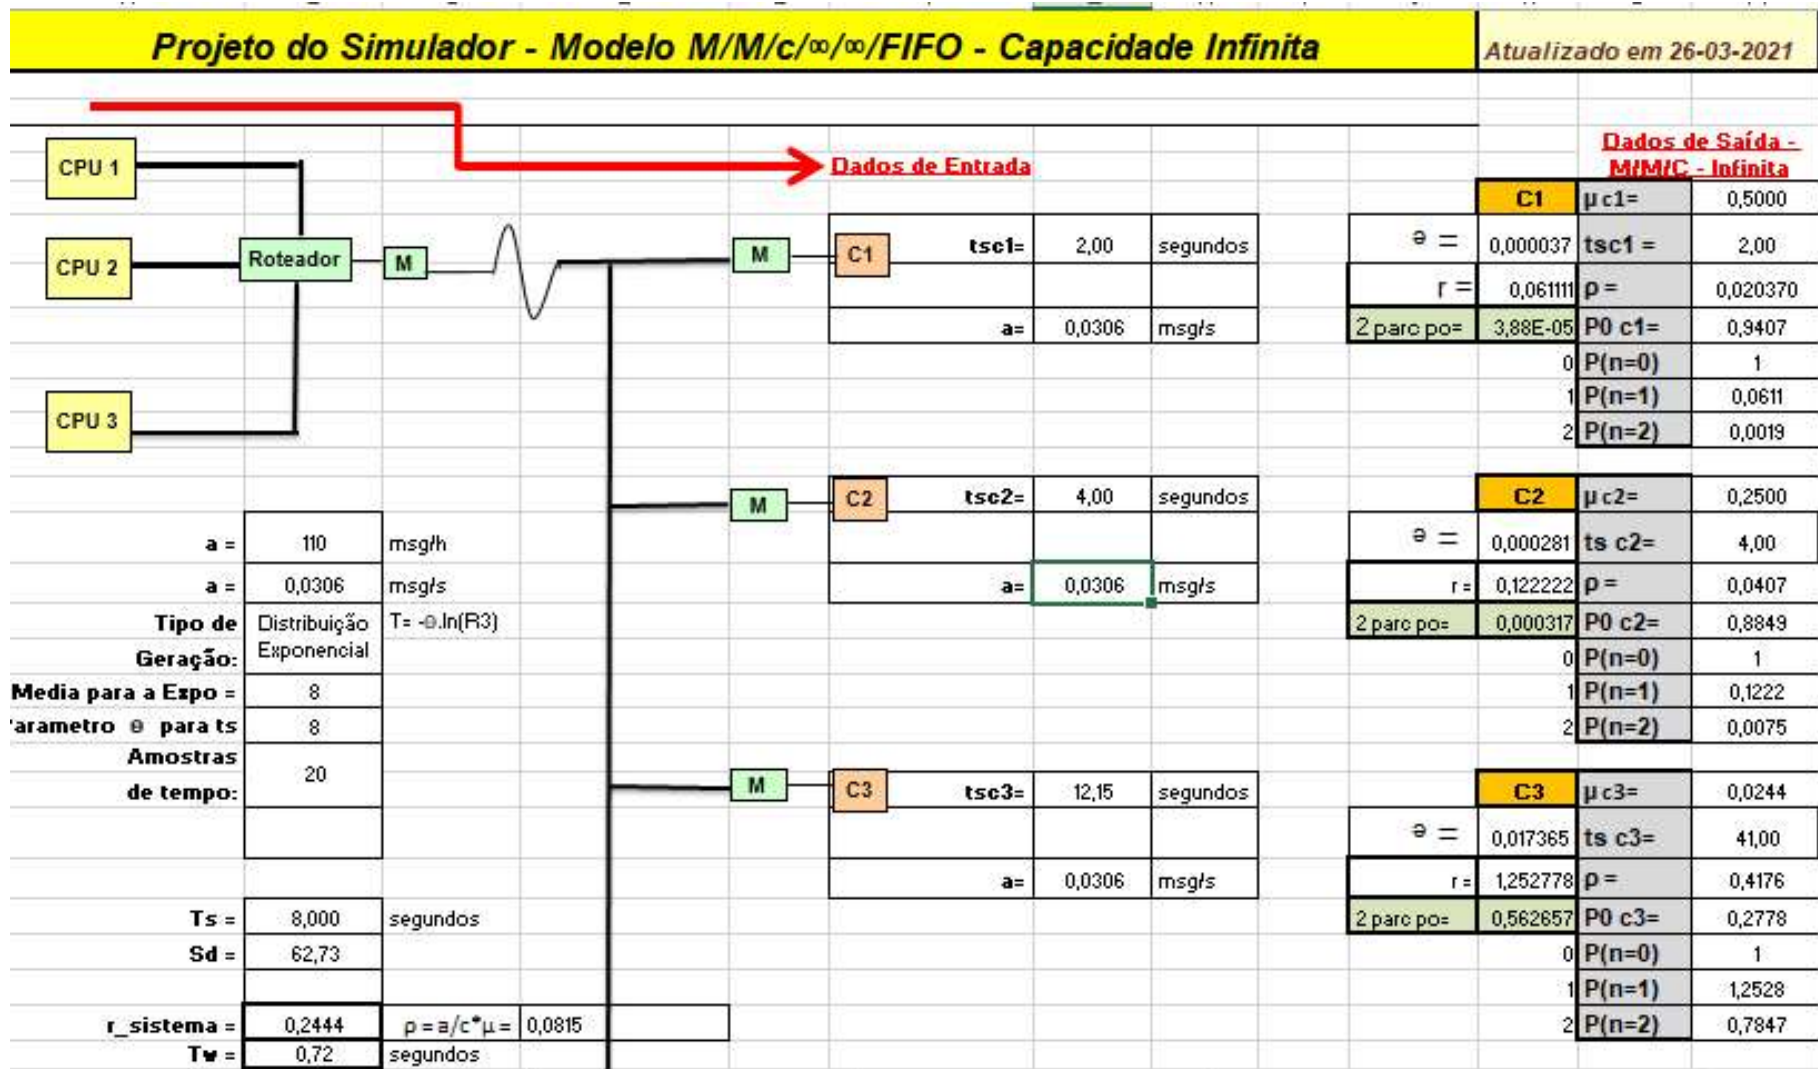 Projeto do Simulador - Modelo M/M/c/∞/∞/FIFO - Capacidade Infinita
Atualizado em 26-03-2021
Dados de Entrada
Dados de Saída -
M/M/C - Infinita
CPU 1
CPU 2
CPU 3
Roteador
M
M
C1
tsc1= 2,00 segundos
a= 0,0306 msg/s
C1 µ c1= 0,5000
ə = 0,000037 tsc1 = 2,00
r = 0,061111 ρ = 0,020370
2 parc po= 3,88E-05 P0 c1= 0,9407
0 P(n=0) 1
1 P(n=1) 0,0611
2 P(n=2) 0,0019
M
C2
tsc2= 4,00 segundos
a= 0,0306 msg/s
C2 µ c2= 0,2500
ə = 0,000281 ts c2= 4,00
r = 0,122222 ρ = 0,0407
2 parc po= 0,000317 P0 c2= 0,8849
0 P(n=0) 1
1 P(n=1) 0,1222
2 P(n=2) 0,0075
M
C3
tsc3= 12,15 segundos
a= 0,0306 msg/s
C3 µ c3= 0,0244
ə = 0,017365 ts c3= 41,00
r = 1,252778 ρ = 0,4176
2 parc po= 0,562657 P0 c3= 0,2778
0 P(n=0) 1
1 P(n=1) 1,2528
2 P(n=2) 0,7847
a = 110 msg/h
a = 0,0306 msg/s
Tipo de Geração: Distribuição Exponencial T= -ɵ.ln(R3)
Media para a Expo = 8
arametro ɵ para ts 8
Amostras de tempo: 20
Ts = 8,000 segundos
Sd = 62,73
r_sistema = 0,2444 ρ = a/c*µ = 0,0815
Tw = 0,72 segundos